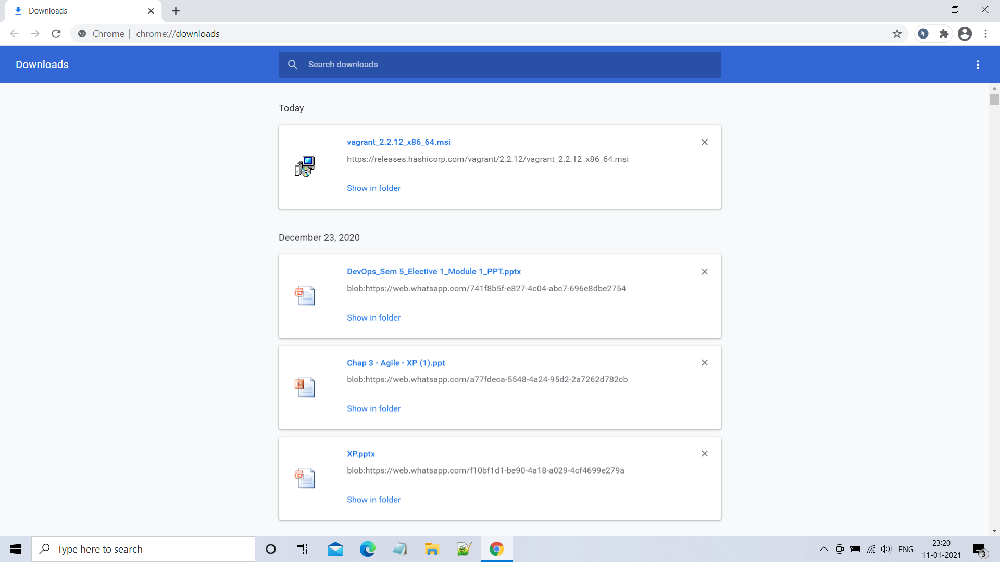 Downloads
Chrome | chrome://downloads
Downloads
Search downloads
Today
vagrant_2.2.12_x86_64.msi
https://releases.hashicorp.com/vagrant/2.2.12/vagrant_2.2.12_x86_64.msi
Show in folder
December 23, 2020
DevOps_Sem 5_Elective 1_Module 1_PPT.pptx
blob:https://web.whatsapp.com/741f8b5f-e827-4c04-abc7-696e8dbe2754
Show in folder
Chap 3 - Agile - XP (1).ppt
blob:https://web.whatsapp.com/a77fdeca-5548-4a24-95d2-2a7262d782cb
Show in folder
XP.pptx
blob:https://web.whatsapp.com/f10bf1d1-be90-4a18-a029-4cf4699e279a
Show in folder
Type here to search
ENG
23:20
11-01-2021
3